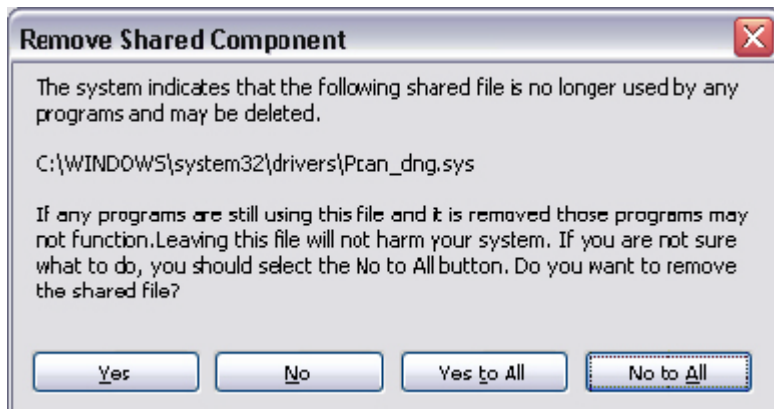 Remove Shared Component
The system indicates that the following shared file is no longer used by any
programs and may be deleted.
C:\WINDOWS\system32\drivers\Pcan_dng.sys
If any programs are still using this file and it is removed those programs may
not function.Leaving this file will not harm your system. If you are not sure
what to do, you should select the No to All button. Do you want to remove
the shared file?
Yes No Yes to All No to All